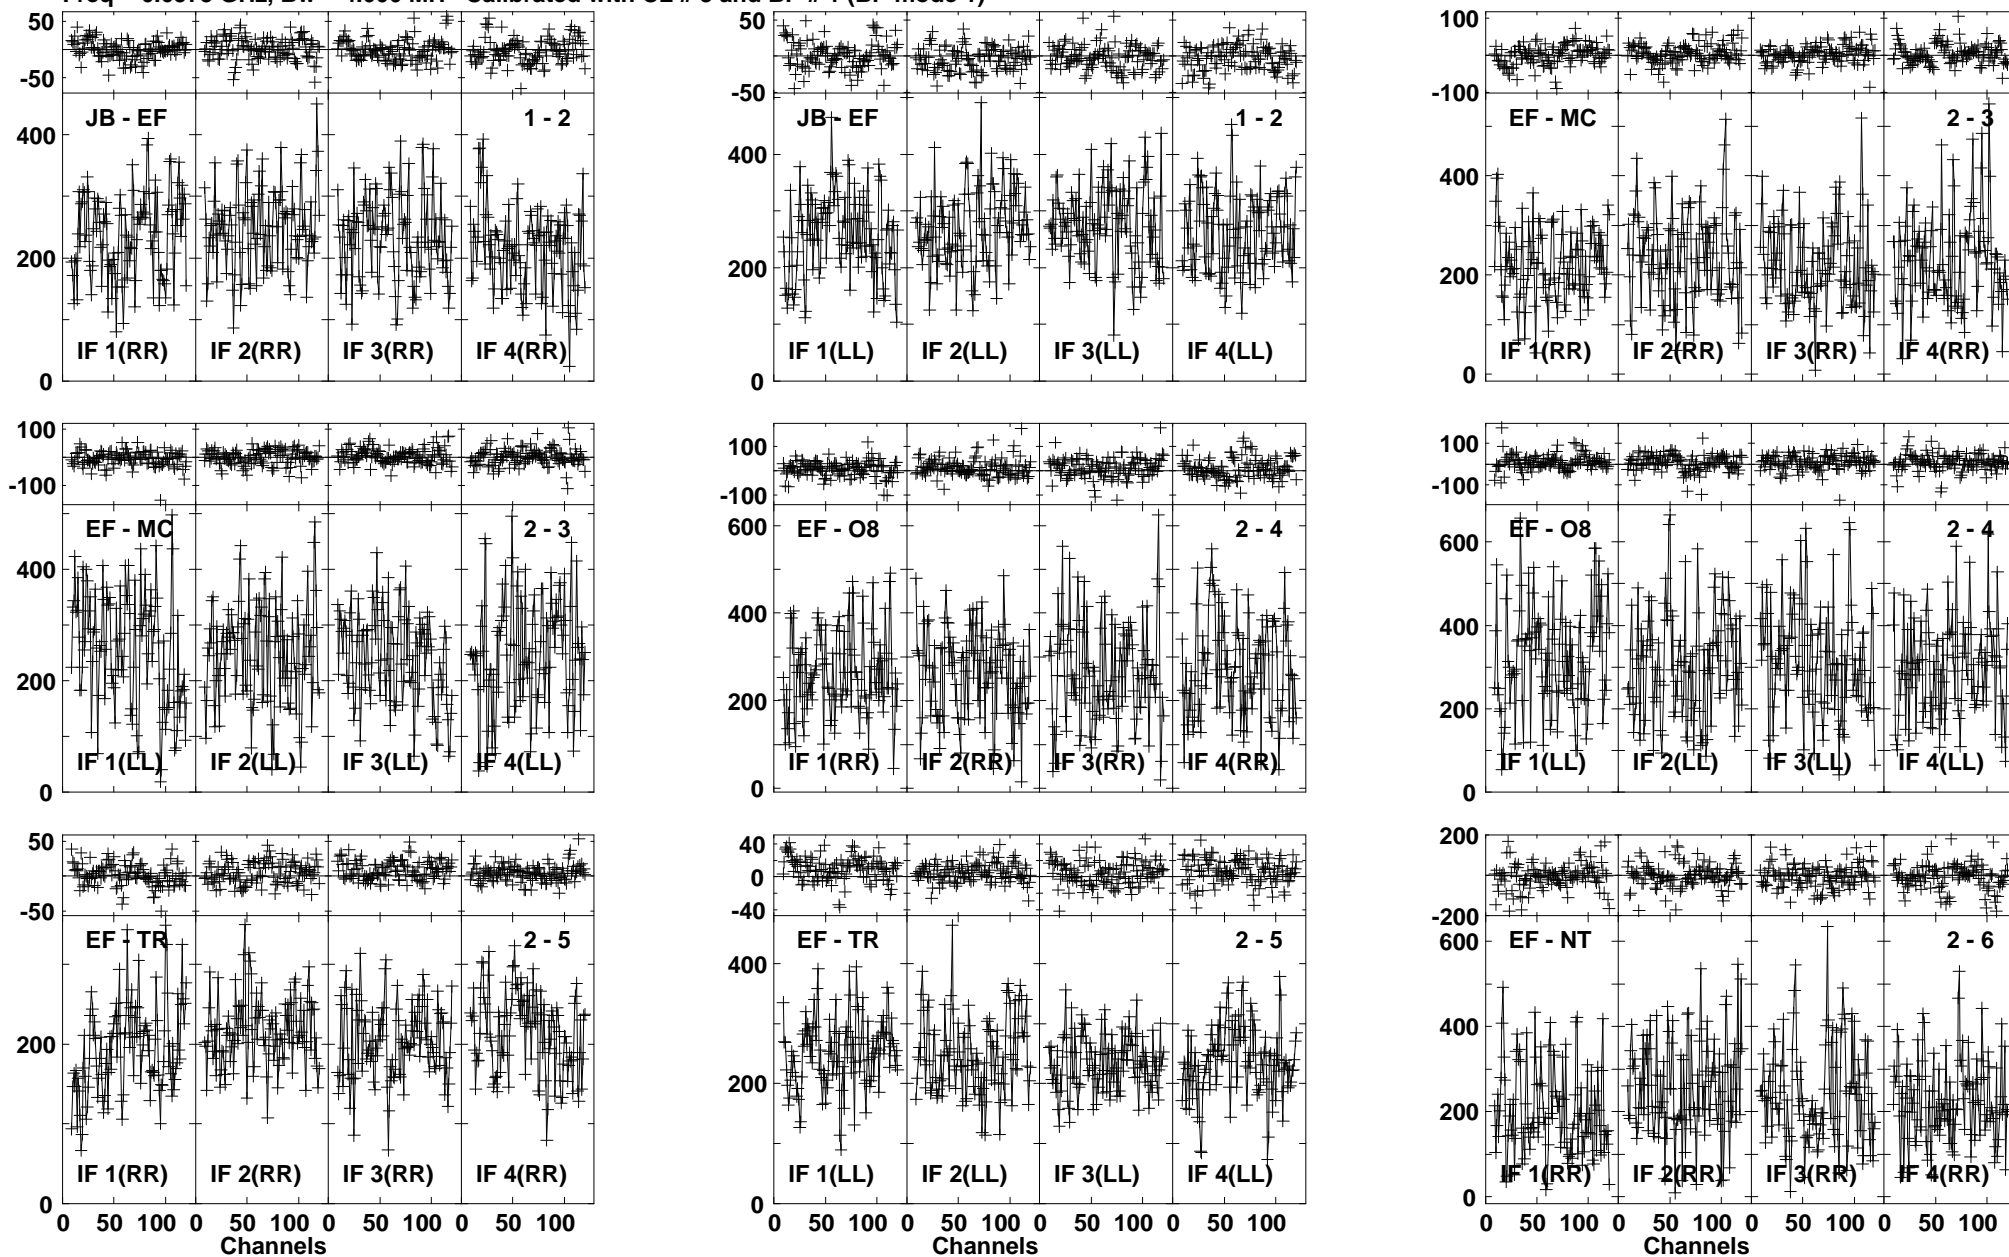 50 50 100
-50 -50 -100
JB - EF 1 - 2 JB - EF 1 - 2 EF - MC 2 - 3
400 400 400
200 200 200
IF 1(RR) IF 2(RR) IF 3(RR) IF 4(RR) IF 1(LL) IF 2(LL) IF 3(LL) IF 4(LL) IF 1(RR) IF 2(RR) IF 3(RR) IF 4(RR)
0 0 0
100 100 100
-100 -100 -100
EF - MC 2 - 3 EF - O8 2 - 4 EF - O8 2 - 4
400 600 600
200 400 400
200 200
IF 1(LL) IF 2(LL) IF 3(LL) IF 4(LL) IF 1(RR) IF 2(RR) IF 3(RR) IF 4(RR) IF 1(LL) IF 2(LL) IF 3(LL) IF 4(LL)
0 0 0
50 40 200
0
-50 -40 -200
EF - TR 2 - 5 EF - TR 2 - 5 EF - NT 2 - 6
200 400 600
200 400
200
IF 1(RR) IF 2(RR) IF 3(RR) IF 4(RR) IF 1(LL) IF 2(LL) IF 3(LL) IF 4(LL) IF 1(RR) IF 2(RR) IF 3(RR) IF 4(RR)
0 0 0
0 50 100 0 50 100 0 50 100 0 50 100 0 50 100 0 50 100 0 50 100 0 50 100 0 50 100 0 50 100 0 50 100 0 50 100
Channels Channels Channels